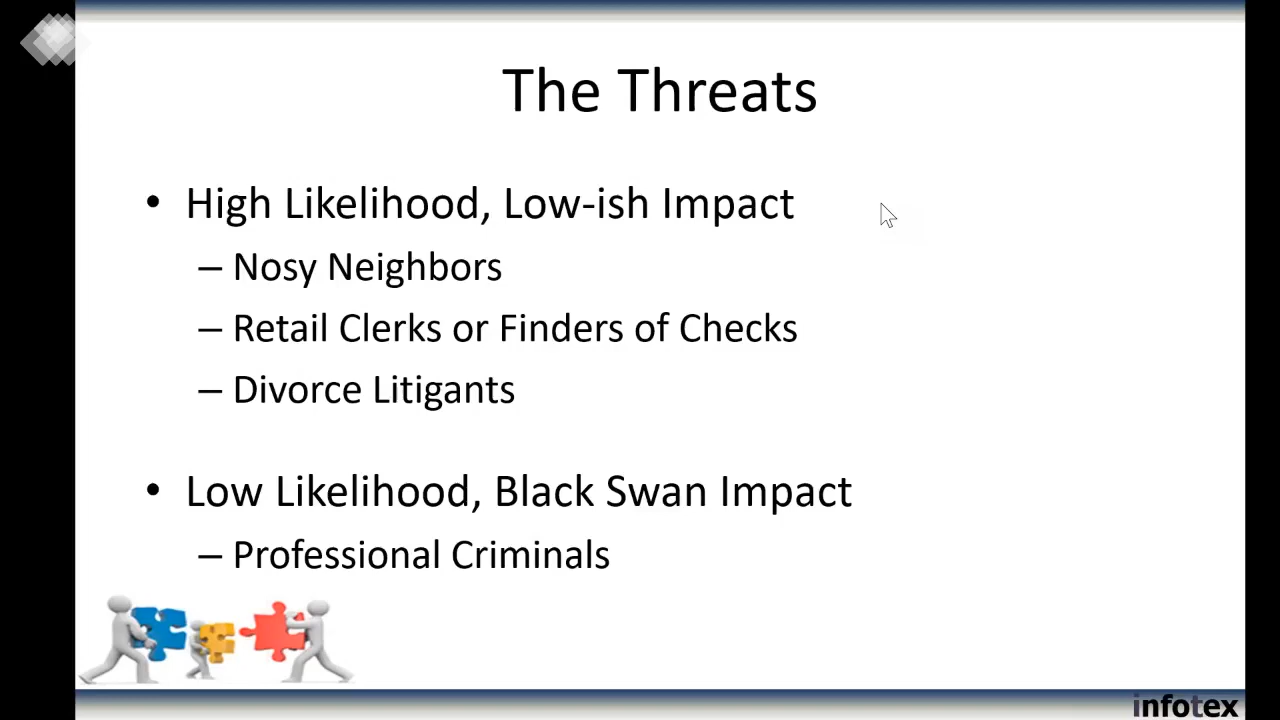 The Threats
• High Likelihood, Low-ish Impact
– Nosy Neighbors
– Retail Clerks or Finders of Checks
– Divorce Litigants
• Low Likelihood, Black Swan Impact
– Professional Criminals
infotex